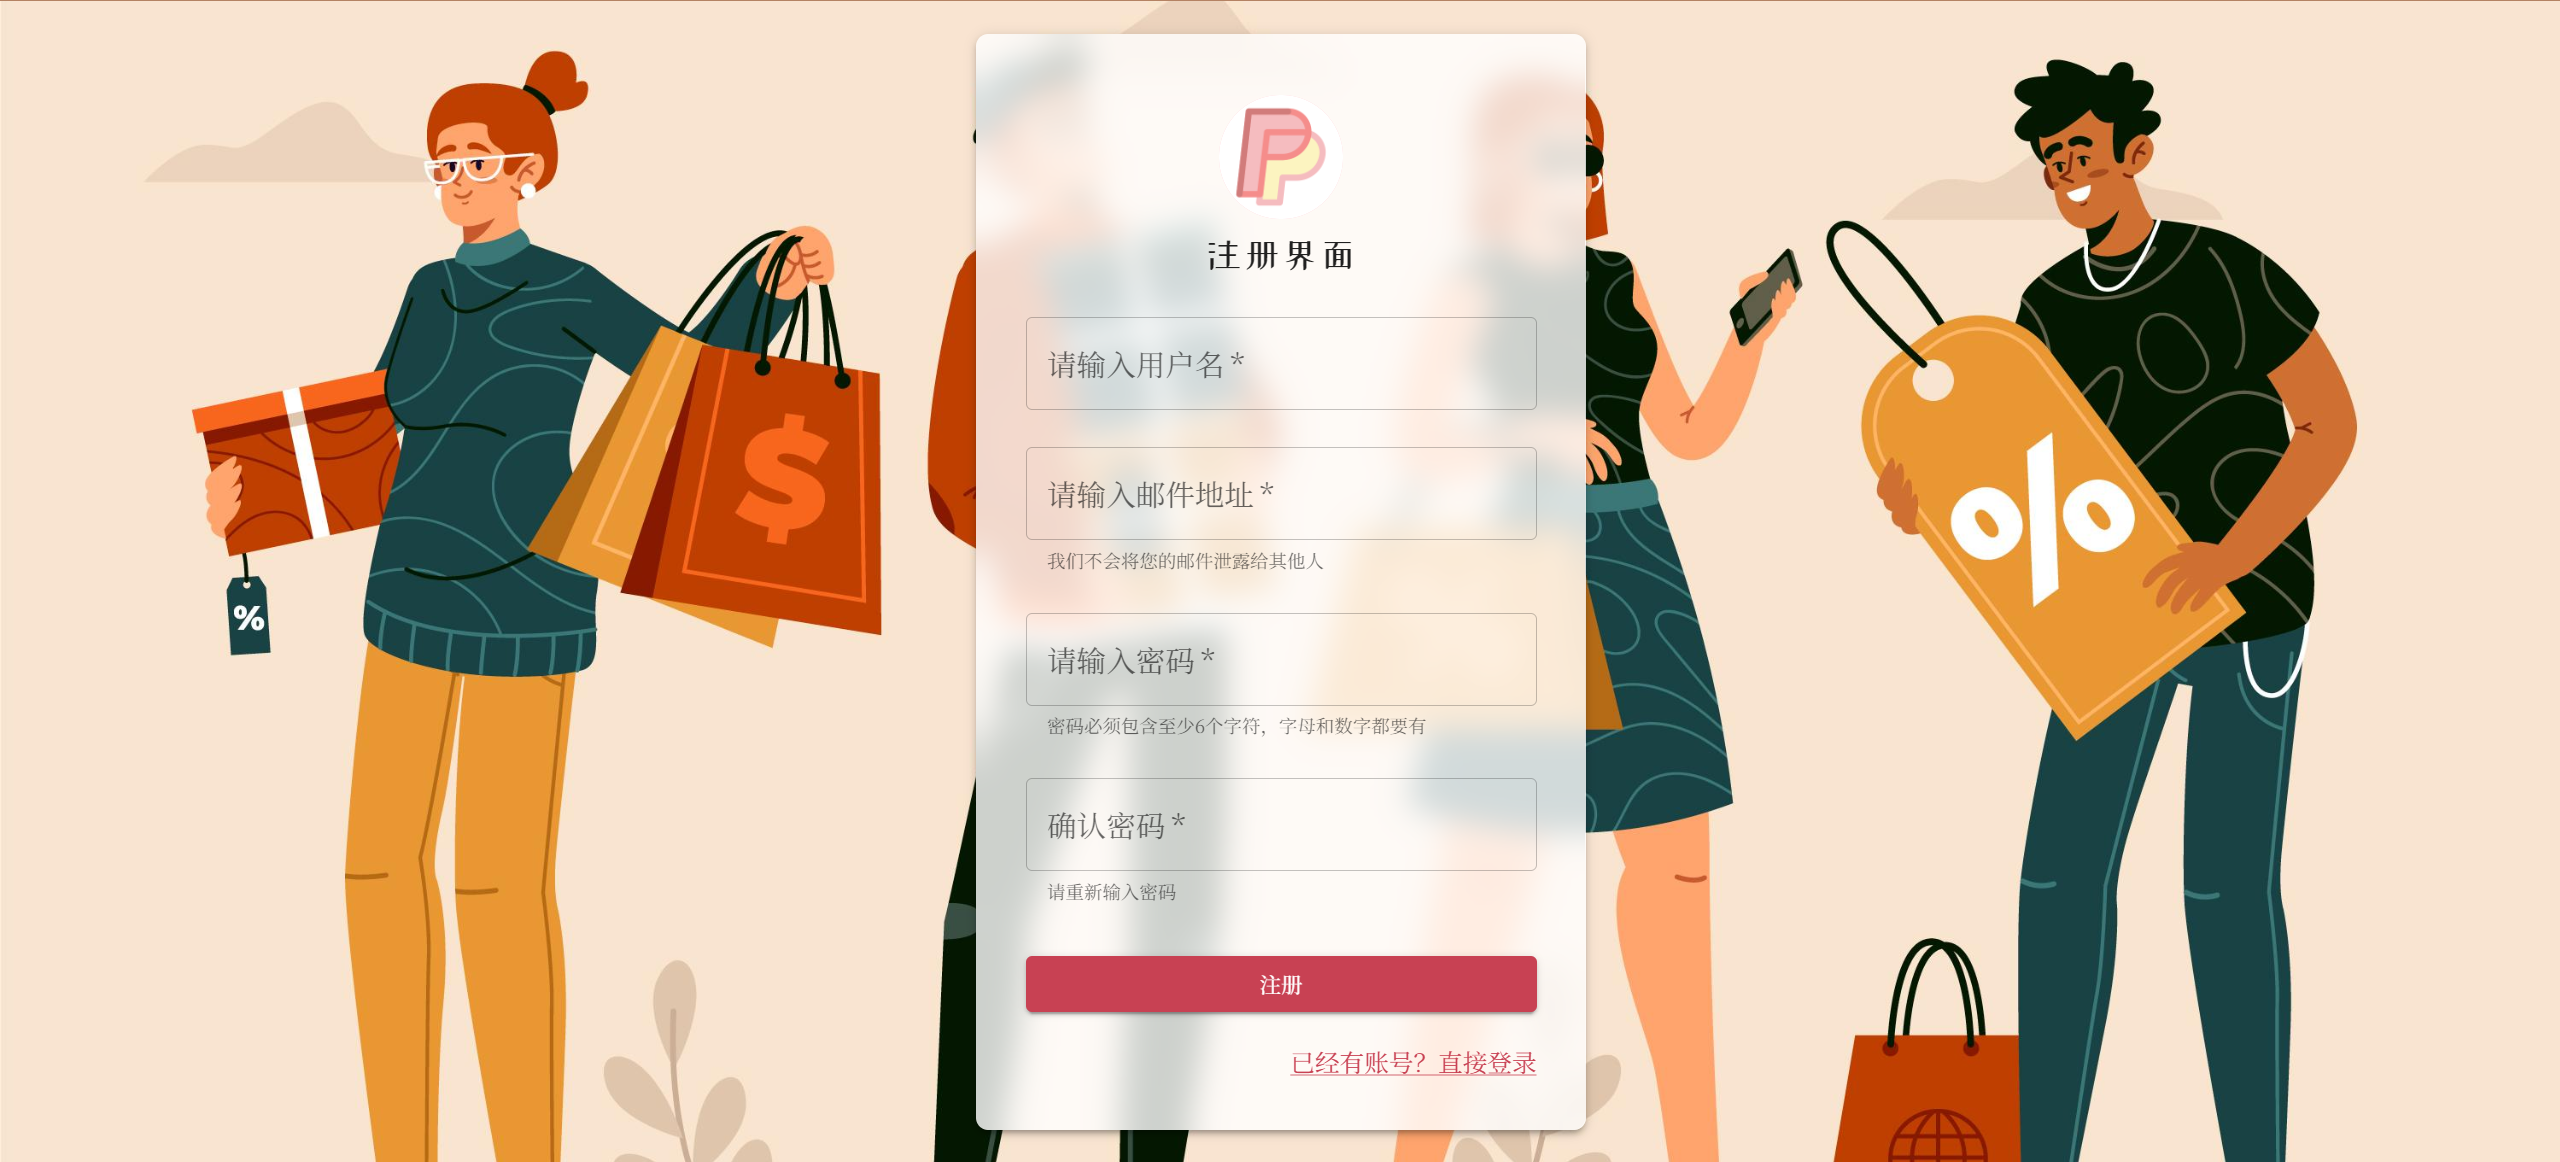 注册界面
请输入用户名 *
请输入邮件地址 *
我们不会将您的邮件泄露给其他人
请输入密码 *
密码必须包含至少6个字符，字母和数字都要有
确认密码 *
请重新输入密码
注册
已经有账号？直接登录
$
%
%